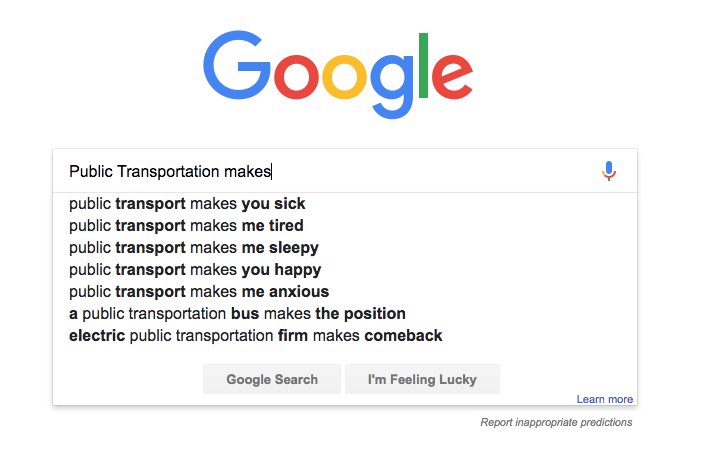 Google
Public Transportation makes
public transport makes you sick
public transport makes me tired
public transport makes me sleepy
public transport makes you happy
public transport makes me anxious
a public transportation bus makes the position
electric public transportation firm makes comeback
Google Search I'm Feeling Lucky
Learn more
Report inappropriate predictions